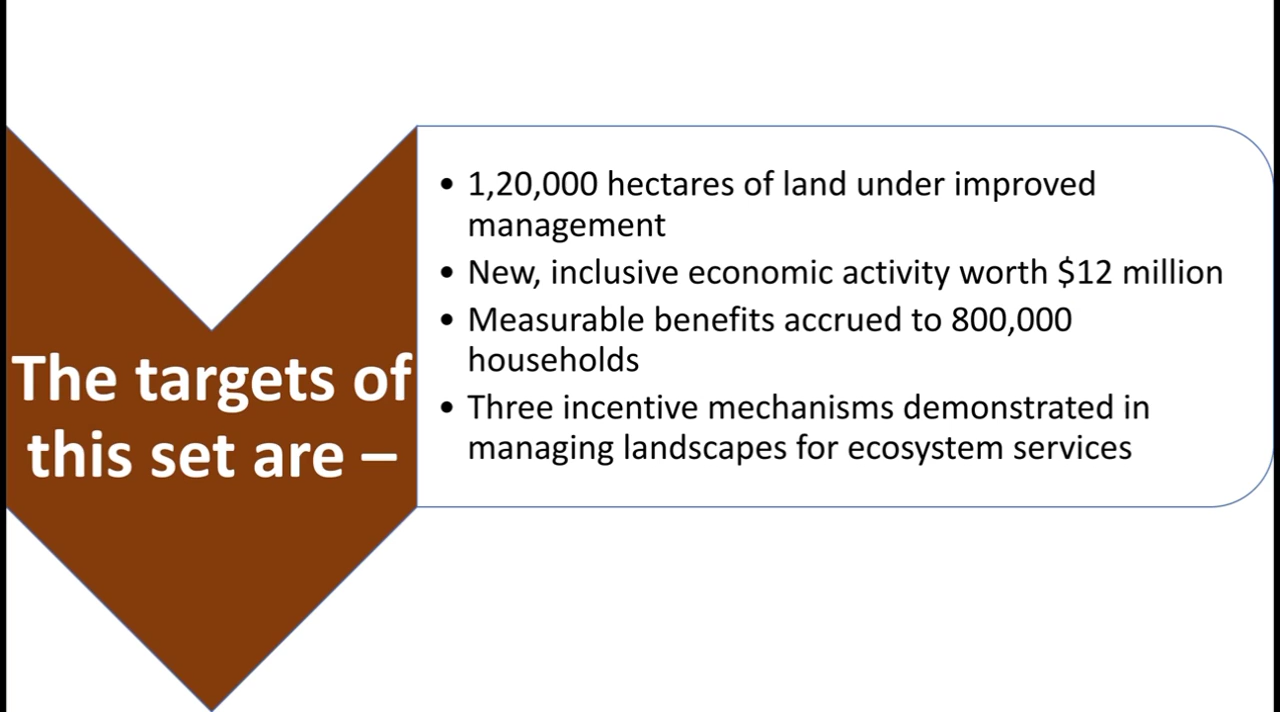 The targets of
this set are –
• 1,20,000 hectares of land under improved
management
• New, inclusive economic activity worth $12 million
• Measurable benefits accrued to 800,000
households
• Three incentive mechanisms demonstrated in
managing landscapes for ecosystem services